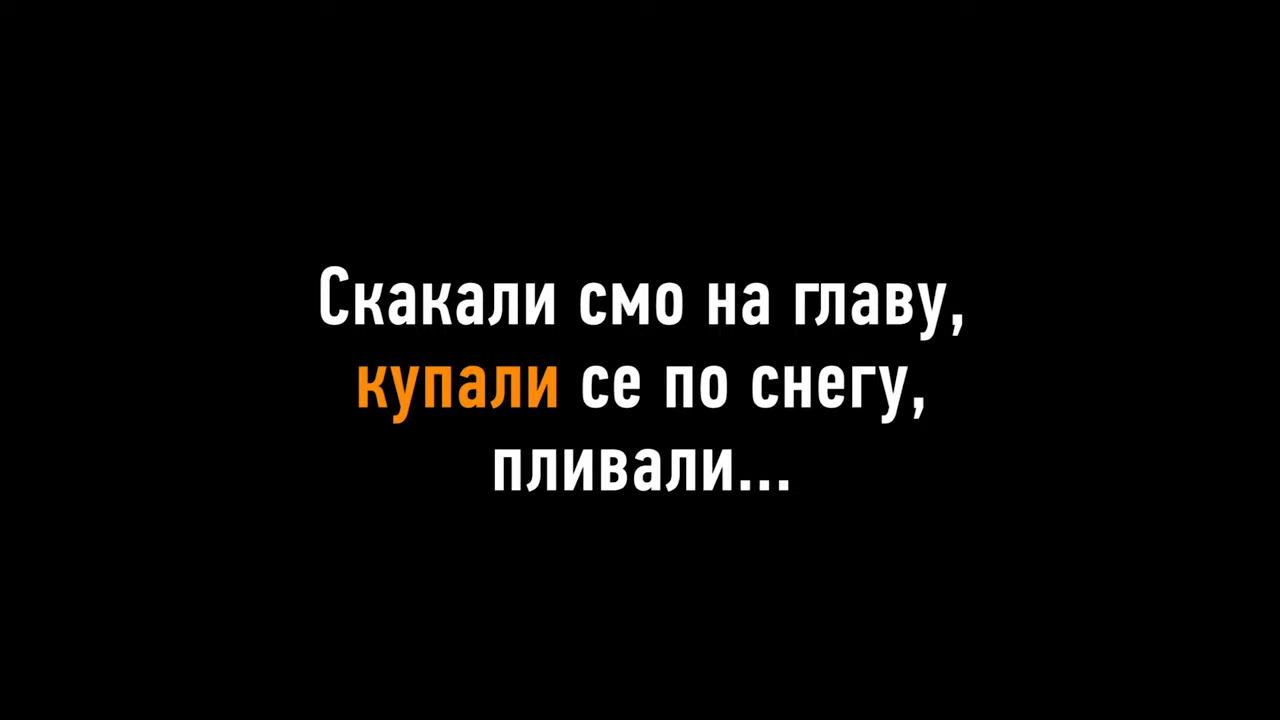 Скакали смо на главу,
купали се по снегу,
пливали...